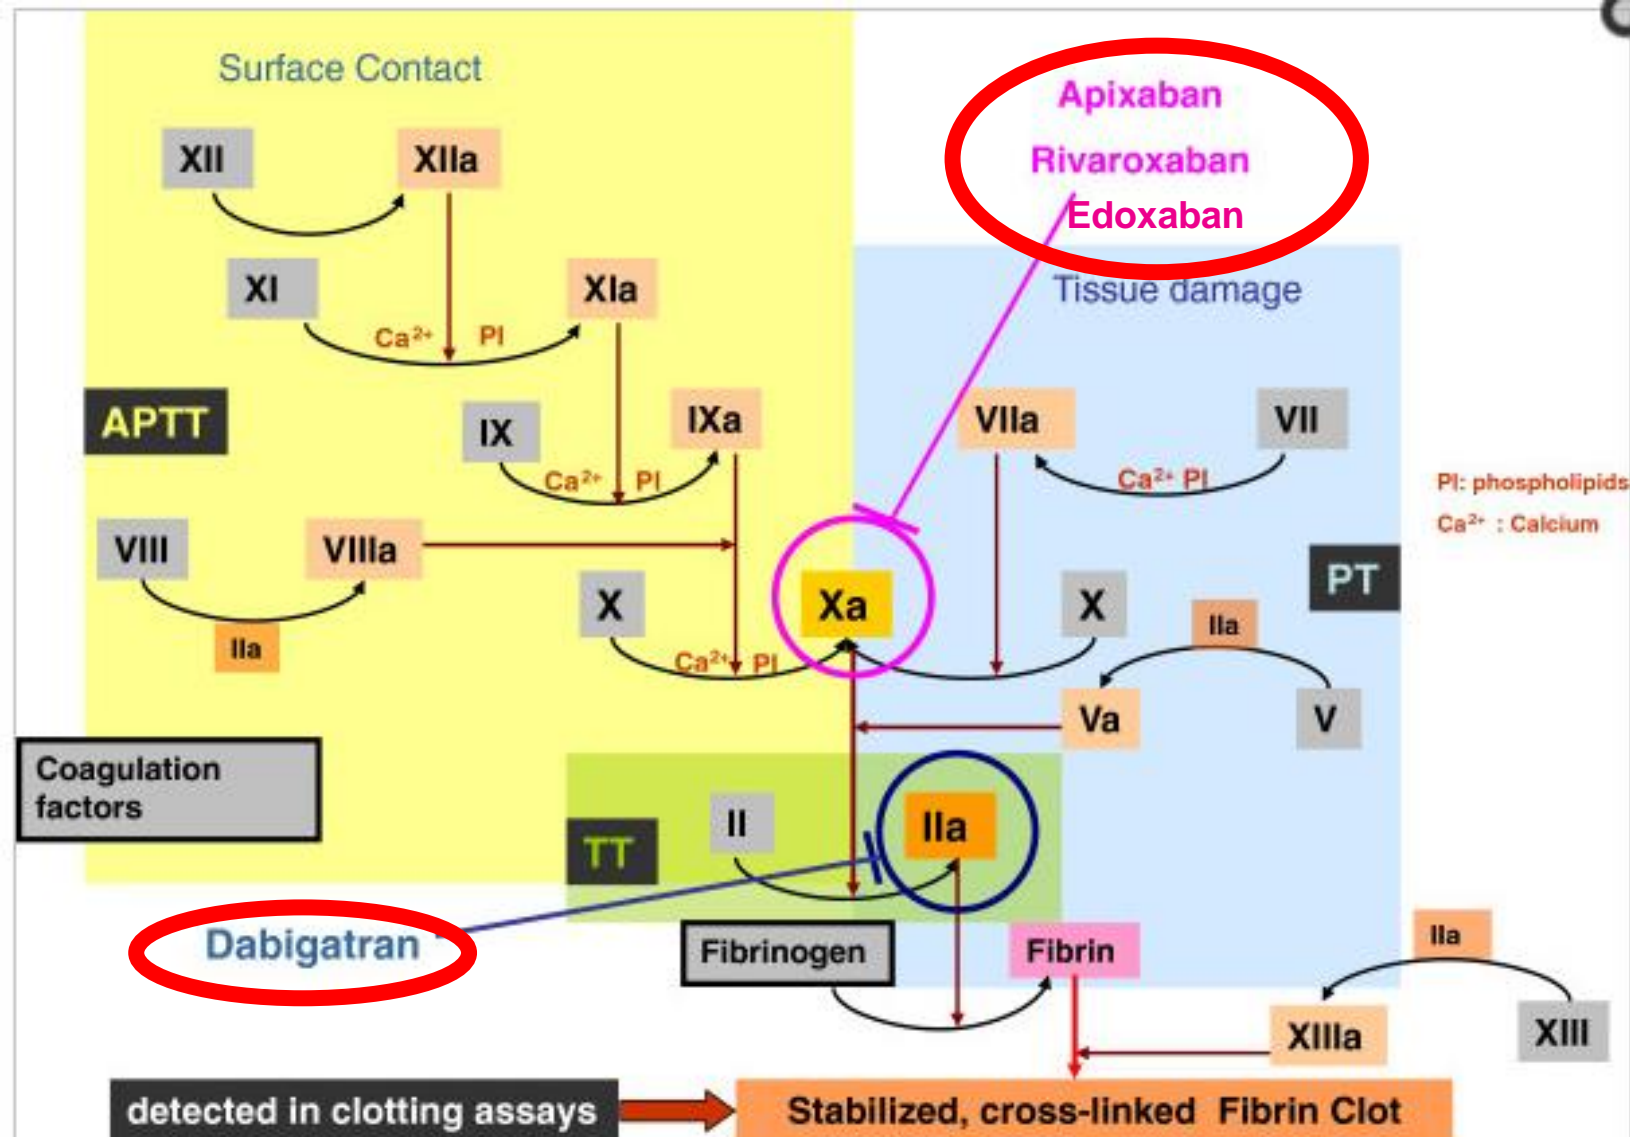 Surface Contact
Apixaban
Rivaroxaban
Edoxaban
XII
XIIa
XI
XIa
Ca²⁺ PI
Tissue damage
APTT
IX
IXa
Ca²⁺ PI
VIIa
VII
Ca²⁺ PI
PI: phospholipids
Ca²⁺ : Calcium
VIII
VIIIa
IIa
X
Xa
X
Ca²⁺ PI
PT
IIa
Va
V
Coagulation
factors
TT
II
IIa
Dabigatran
Fibrinogen
Fibrin
IIa
XIIIa
XIII
detected in clotting assays
Stabilized, cross-linked Fibrin Clot